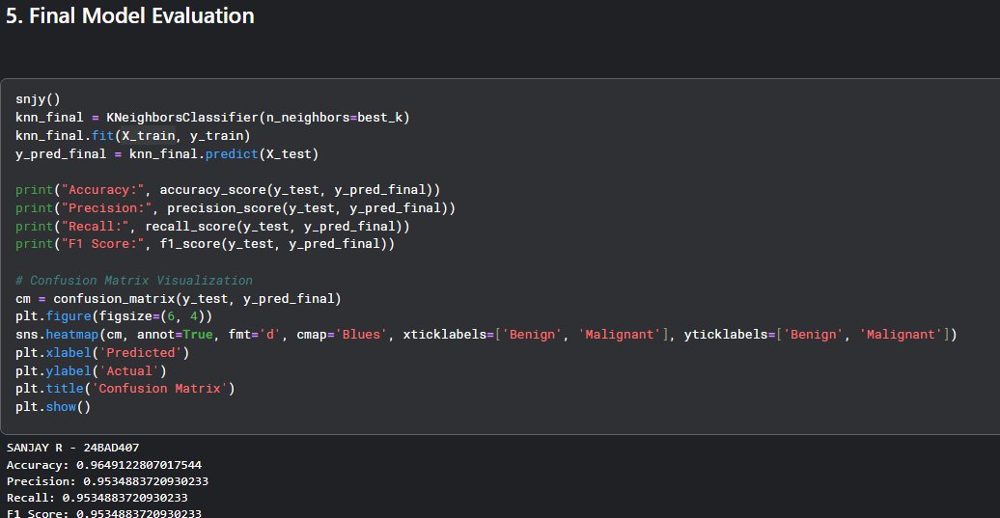 5. Final Model Evaluation
snjy()
knn_final = KNeighborsClassifier(n_neighbors=best_k)
knn_final.fit(X_train, y_train)
y_pred_final = knn_final.predict(X_test)
print("Accuracy:", accuracy_score(y_test, y_pred_final))
print("Precision:", precision_score(y_test, y_pred_final))
print("Recall:", recall_score(y_test, y_pred_final))
print("F1 Score:", f1_score(y_test, y_pred_final))
# Confusion Matrix Visualization
cm = confusion_matrix(y_test, y_pred_final)
plt.figure(figsize=(6, 4))
sns.heatmap(cm, annot=True, fmt='d', cmap='Blues', xticklabels=['Benign', 'Malignant'], yticklabels=['Benign', 'Malignant'])
plt.xlabel('Predicted')
plt.ylabel('Actual')
plt.title('Confusion Matrix')
plt.show()
SANJAY R - 24BAD407
Accuracy: 0.9649122807017544
Precision: 0.9534883720930233
Recall: 0.9534883720930233
F1 Score: 0.9534883720930233